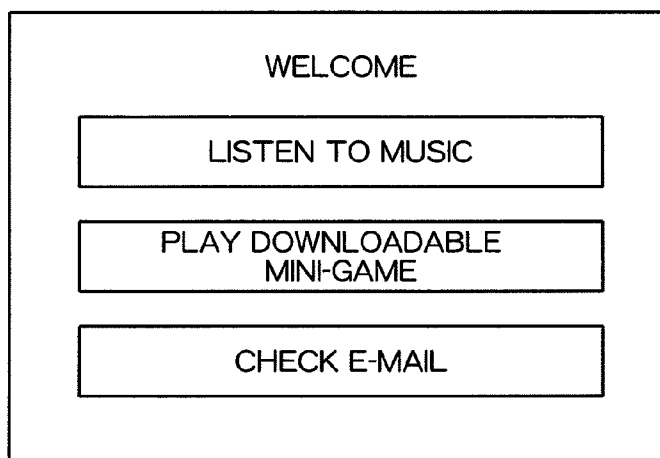 WELCOME
LISTEN TO MUSIC
PLAY DOWNLOADABLE
MINI-GAME
CHECK E-MAIL